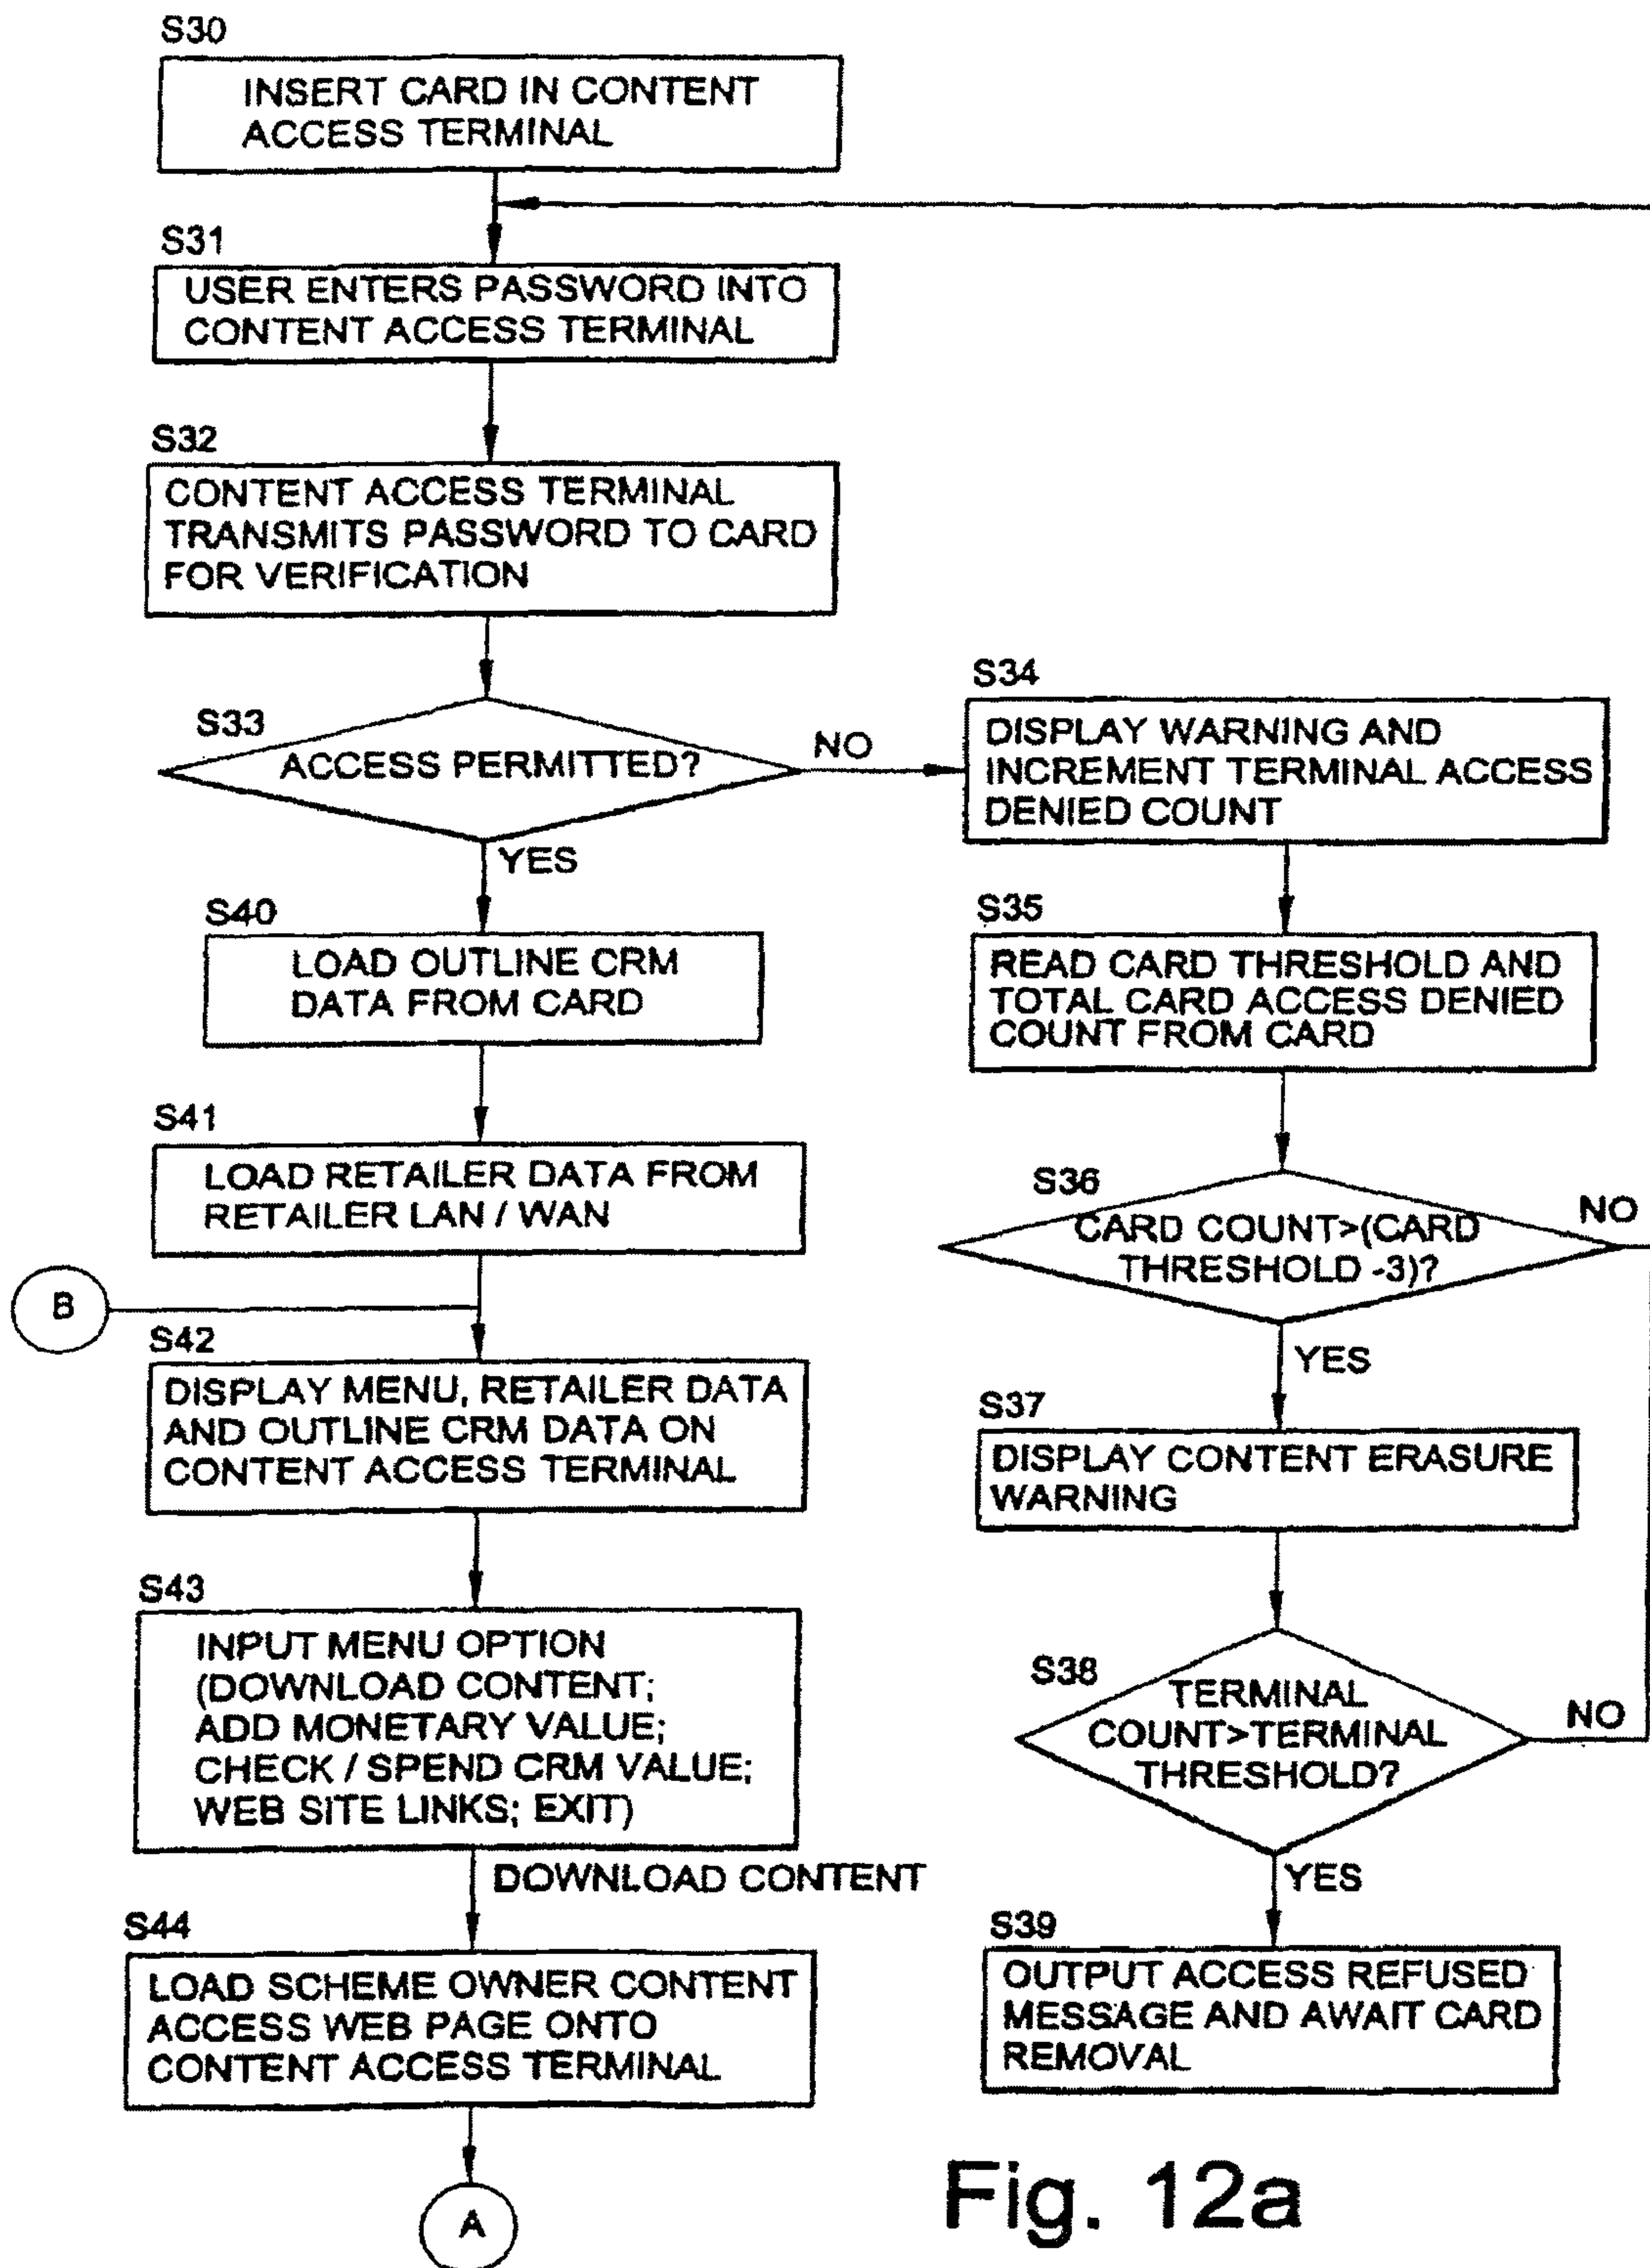 S30
INSERT CARD IN CONTENT
ACCESS TERMINAL
S31
USER ENTERS PASSWORD INTO
CONTENT ACCESS TERMINAL
S32
CONTENT ACCESS TERMINAL
TRANSMITS PASSWORD TO CARD
FOR VERIFICATION
S33
ACCESS PERMITTED?
NO
YES
S34
DISPLAY WARNING AND
INCREMENT TERMINAL ACCESS
DENIED COUNT
S35
READ CARD THRESHOLD AND
TOTAL CARD ACCESS DENIED
COUNT FROM CARD
S36
CARD COUNT>(CARD
THRESHOLD -3)?
NO
YES
S37
DISPLAY CONTENT ERASURE
WARNING
S38
TERMINAL
COUNT>TERMINAL
THRESHOLD?
NO
YES
S39
OUTPUT ACCESS REFUSED
MESSAGE AND AWAIT CARD
REMOVAL
S40
LOAD OUTLINE CRM
DATA FROM CARD
S41
LOAD RETAILER DATA FROM
RETAILER LAN / WAN
B
S42
DISPLAY MENU, RETAILER DATA
AND OUTLINE CRM DATA ON
CONTENT ACCESS TERMINAL
S43
INPUT MENU OPTION
(DOWNLOAD CONTENT;
ADD MONETARY VALUE;
CHECK / SPEND CRM VALUE;
WEB SITE LINKS; EXIT)
DOWNLOAD CONTENT
S44
LOAD SCHEME OWNER CONTENT
ACCESS WEB PAGE ONTO
CONTENT ACCESS TERMINAL
A
Fig. 12a